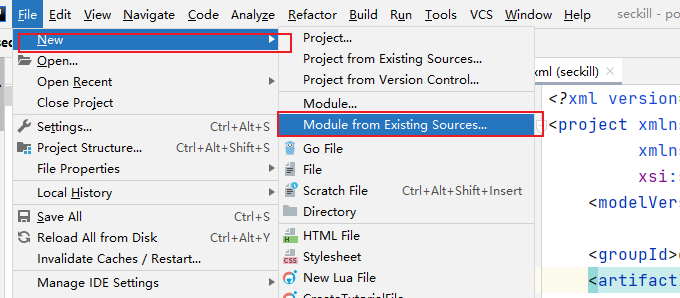 File Edit View Navigate Code Analyze Refactor Build Run Tools VCS Window Help seckill - po
New
Open...
Open Recent
Close Project
Settings... Ctrl+Alt+S
Project Structure... Ctrl+Alt+Shift+S
File Properties
Local History
Save All Ctrl+S
Reload All from Disk Ctrl+Alt+Y
Invalidate Caches / Restart...
Manage IDE Settings
Project...
Project from Existing Sources...
Project from Version Control...
Module...
Module from Existing Sources...
Go File
File
Scratch File Ctrl+Alt+Shift+Insert
Directory
HTML File
Stylesheet
New Lua File
CreateTutorialFile
xml (seckill)
<?xml version=
<project xmlns
xmln
xsi:s
<modelVers
<groupId>
<artifact